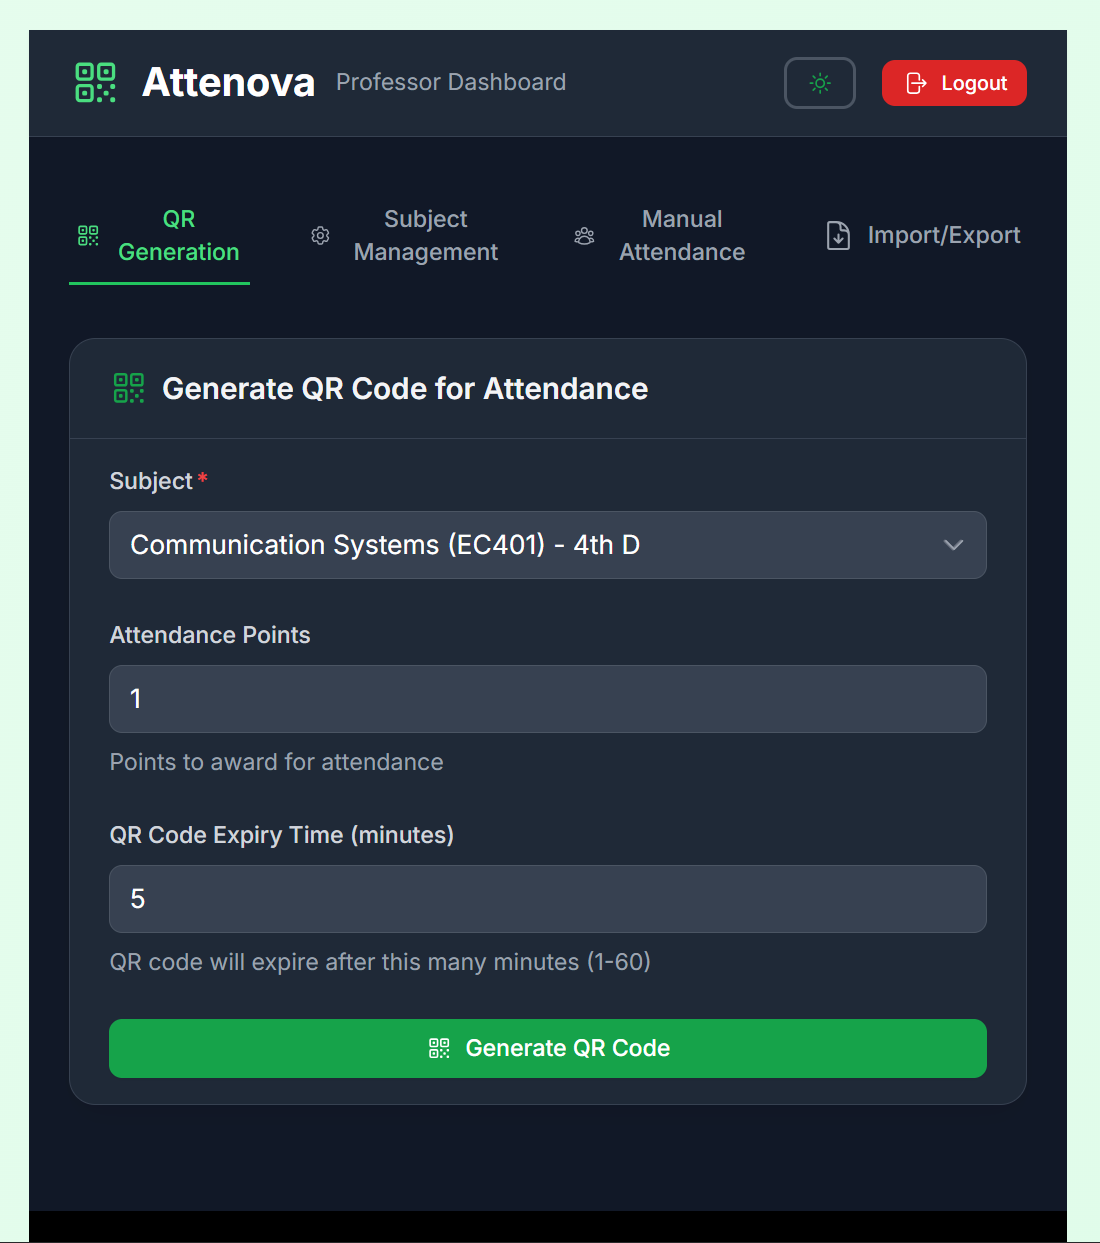 Attenova Professor Dashboard
Logout
QR
Generation
Subject
Management
Manual
Attendance
Import/Export
Generate QR Code for Attendance
Subject*
Communication Systems (EC401) - 4th D
Attendance Points
1
Points to award for attendance
QR Code Expiry Time (minutes)
5
QR code will expire after this many minutes (1-60)
Generate QR Code